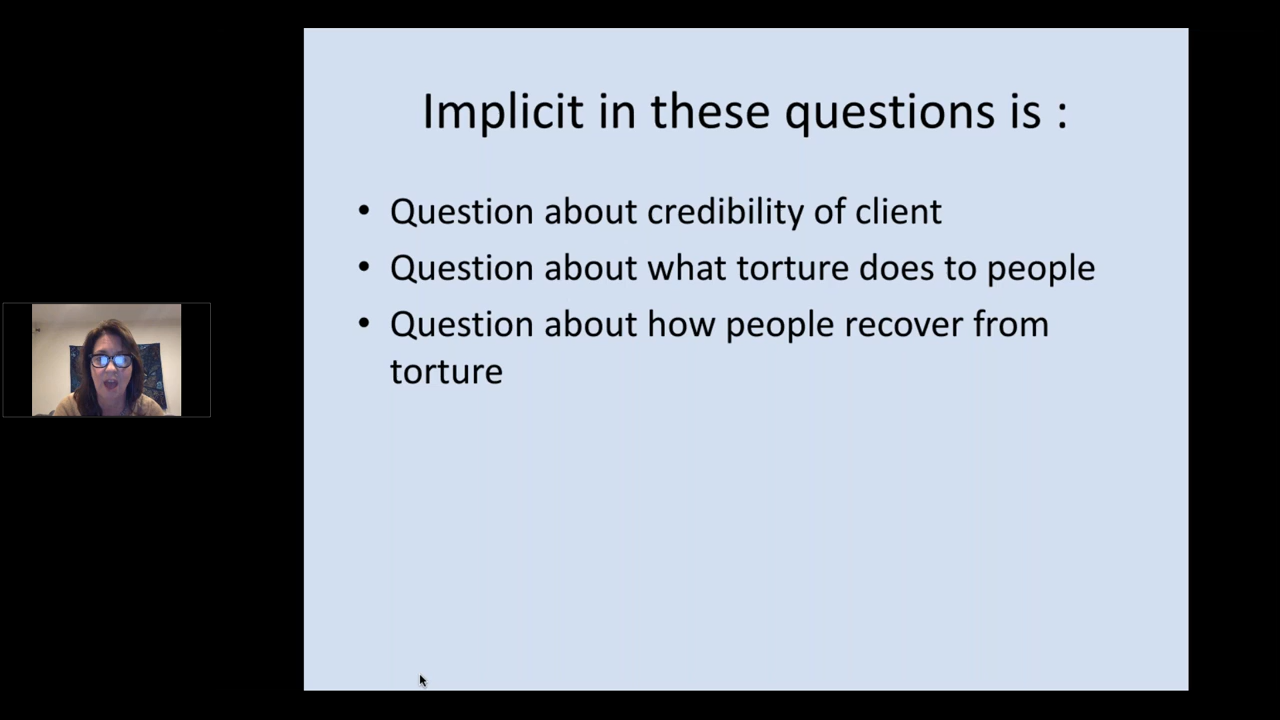 Implicit in these questions is :
• Question about credibility of client
• Question about what torture does to people
• Question about how people recover from
torture